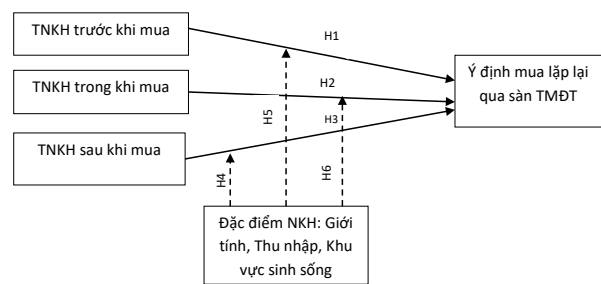 TNKH trước khi mua
H1
TNKH trong khi mua
H2
Ý định mua lặp lại
qua sàn TMĐT
H3
H5
TNKH sau khi mua
H4
H6
Đặc điểm NKH: Giới
tính, Thu nhập, Khu
vực sinh sống